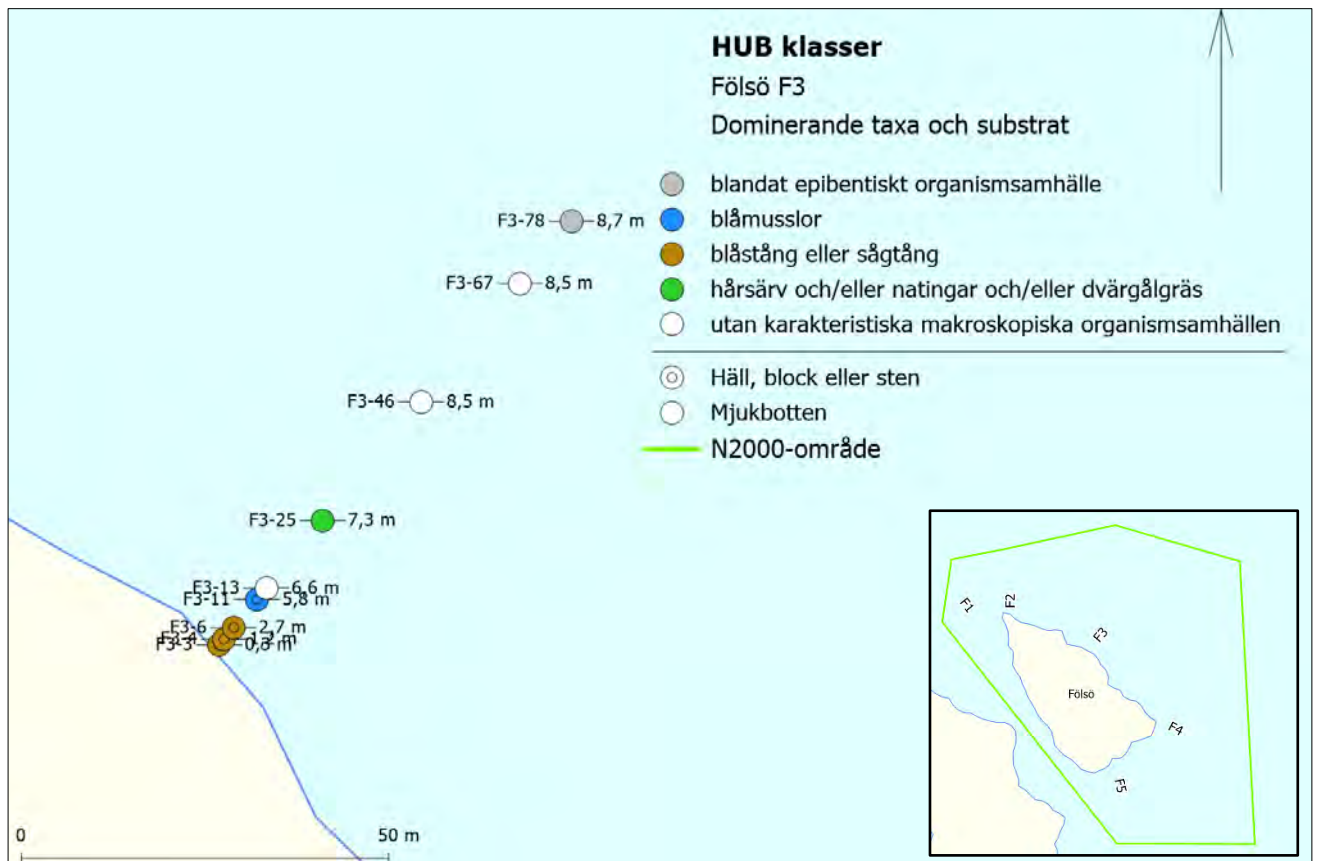 HUB klasser
Fölsö F3
Dominerande taxa och substrat
blandat epibentiskt organismsamhälle
blåmusslor
blåstång eller sågtång
hårsärv och/eller natingar och/eller dvärgålgräs
utan karakteristiska makroskopiska organismsamhällen
Häll, block eller sten
Mjukbotten
N2000-område
F3-78 8,7 m
F3-67 8,5 m
F3-46 8,5 m
F3-25 7,3 m
F3-13 6,6 m
F3-11 5,8 m
F3-6 2,7 m
F3-4
F3-3
0 50 m
F1
F2
F3
Fölsö
F4
F5